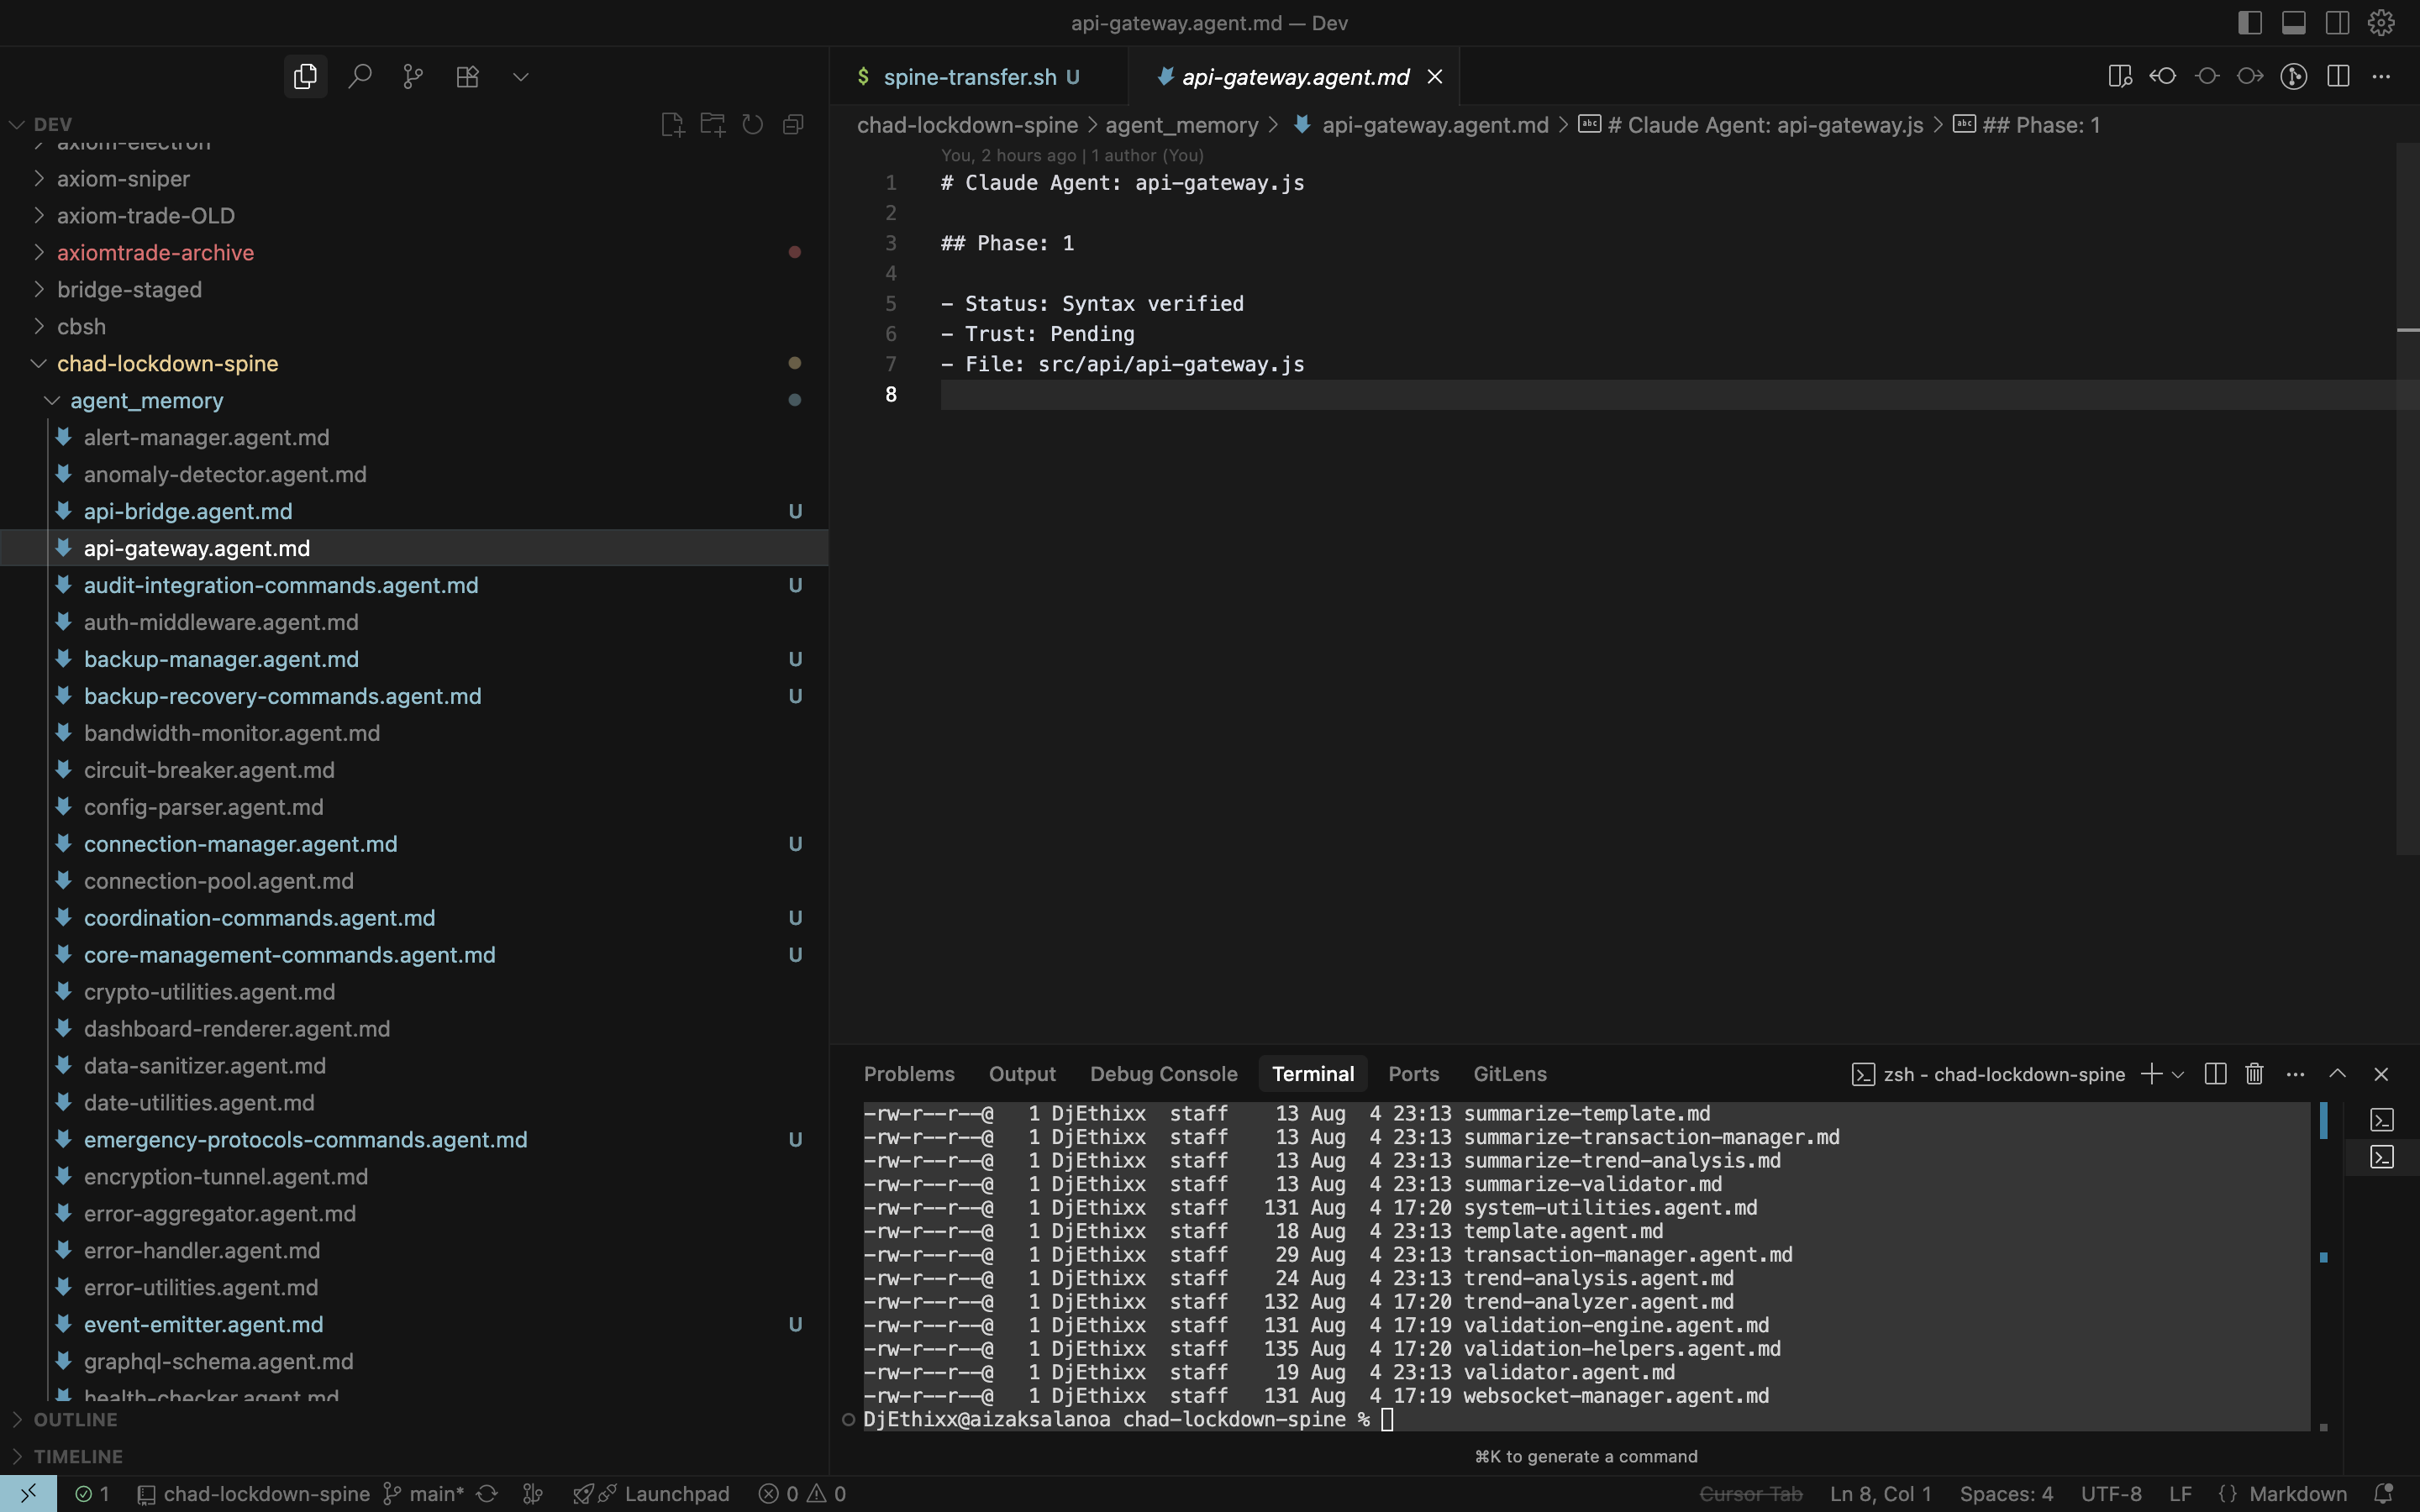 api-gateway.agent.md — Dev
DEV
axiom-electron
axiom-sniper
axiom-trade-OLD
axiomtrade-archive
bridge-staged
cbsh
chad-lockdown-spine
agent_memory
alert-manager.agent.md
anomaly-detector.agent.md
api-bridge.agent.md U
api-gateway.agent.md
audit-integration-commands.agent.md U
auth-middleware.agent.md
backup-manager.agent.md U
backup-recovery-commands.agent.md U
bandwidth-monitor.agent.md
circuit-breaker.agent.md
config-parser.agent.md
connection-manager.agent.md U
connection-pool.agent.md
coordination-commands.agent.md U
core-management-commands.agent.md U
crypto-utilities.agent.md
dashboard-renderer.agent.md
data-sanitizer.agent.md
date-utilities.agent.md
emergency-protocols-commands.agent.md U
encryption-tunnel.agent.md
error-aggregator.agent.md
error-handler.agent.md
error-utilities.agent.md
event-emitter.agent.md U
graphql-schema.agent.md
health-checker.agent.md
OUTLINE
TIMELINE
$ spine-transfer.sh U
api-gateway.agent.md
chad-lockdown-spine > agent_memory > api-gateway.agent.md > abc # Claude Agent: api-gateway.js > abc ## Phase: 1
You, 2 hours ago | 1 author (You)
1 # Claude Agent: api-gateway.js
2
3 ## Phase: 1
4
5 - Status: Syntax verified
6 - Trust: Pending
7 - File: src/api/api-gateway.js
8
Problems Output Debug Console Terminal Ports GitLens zsh - chad-lockdown-spine
-rw-r--r--@ 1 DjEthixx staff 13 Aug 4 23:13 summarize-template.md
-rw-r--r--@ 1 DjEthixx staff 13 Aug 4 23:13 summarize-transaction-manager.md
-rw-r--r--@ 1 DjEthixx staff 13 Aug 4 23:13 summarize-trend-analysis.md
-rw-r--r--@ 1 DjEthixx staff 13 Aug 4 23:13 summarize-validator.md
-rw-r--r--@ 1 DjEthixx staff 131 Aug 4 17:20 system-utilities.agent.md
-rw-r--r--@ 1 DjEthixx staff 18 Aug 4 23:13 template.agent.md
-rw-r--r--@ 1 DjEthixx staff 29 Aug 4 23:13 transaction-manager.agent.md
-rw-r--r--@ 1 DjEthixx staff 24 Aug 4 23:13 trend-analysis.agent.md
-rw-r--r--@ 1 DjEthixx staff 132 Aug 4 17:20 trend-analyzer.agent.md
-rw-r--r--@ 1 DjEthixx staff 131 Aug 4 17:19 validation-engine.agent.md
-rw-r--r--@ 1 DjEthixx staff 135 Aug 4 17:20 validation-helpers.agent.md
-rw-r--r--@ 1 DjEthixx staff 19 Aug 4 23:13 validator.agent.md
-rw-r--r--@ 1 DjEthixx staff 131 Aug 4 17:19 websocket-manager.agent.md
DjEthixx@aizaksalanoa chad-lockdown-spine %
⌘K to generate a command
1 chad-lockdown-spine main* Launchpad 0 0 Cursor Tab Ln 8, Col 1 Spaces: 4 UTF-8 LF {} Markdown